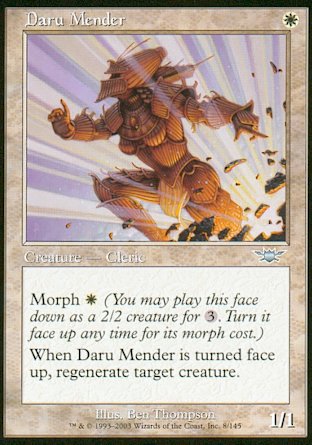 Daru Mender
Creature — Cleric
Morph (You may play this face
down as a 2/2 creature for 3. Turn it
face up any time for its morph cost.)
When Daru Mender is turned face
up, regenerate target creature.
Illus. Ben Thompson
1/1
™ & © 1993-2003 Wizards of the Coast, Inc. 8/145